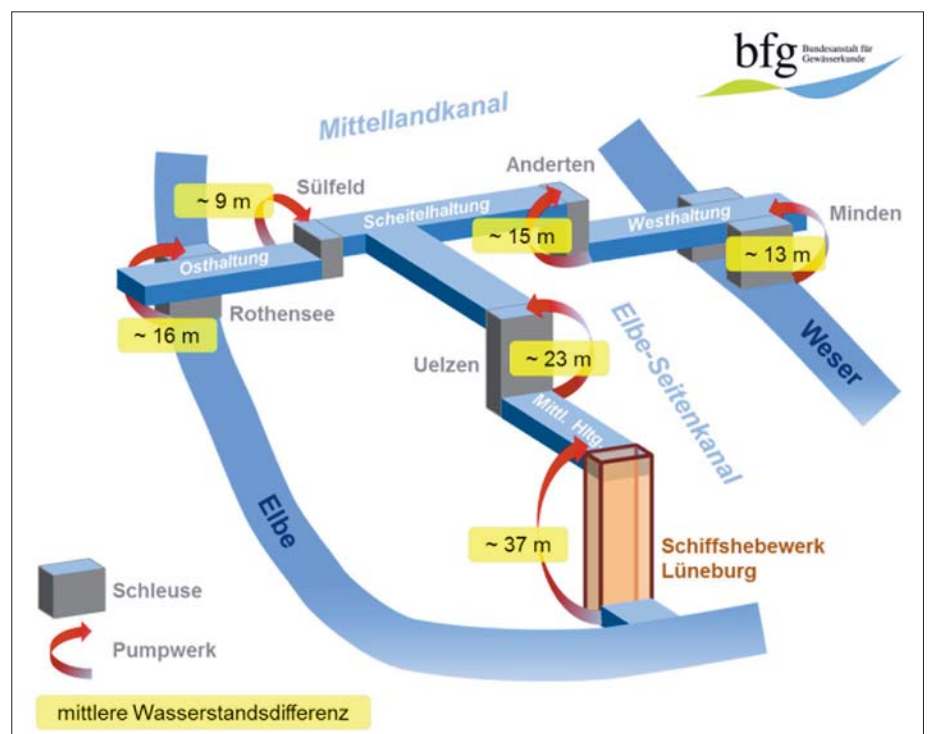 bfg Bundesanstalt für
Gewässerkunde
Mittellandkanal
Anderten
Sülfeld
~ 9 m
Scheitelhaltung
Westhaltung
Minden
~ 15 m
~ 13 m
Osthaltung
Rothensee
~ 16 m
Uelzen
~ 23 m
Elbe-Seitenkanal
Weser
Mittl. Hltg.
Elbe
~ 37 m
Schiffshebewerk
Lüneburg
Schleuse
Pumpwerk
mittlere Wasserstandsdifferenz